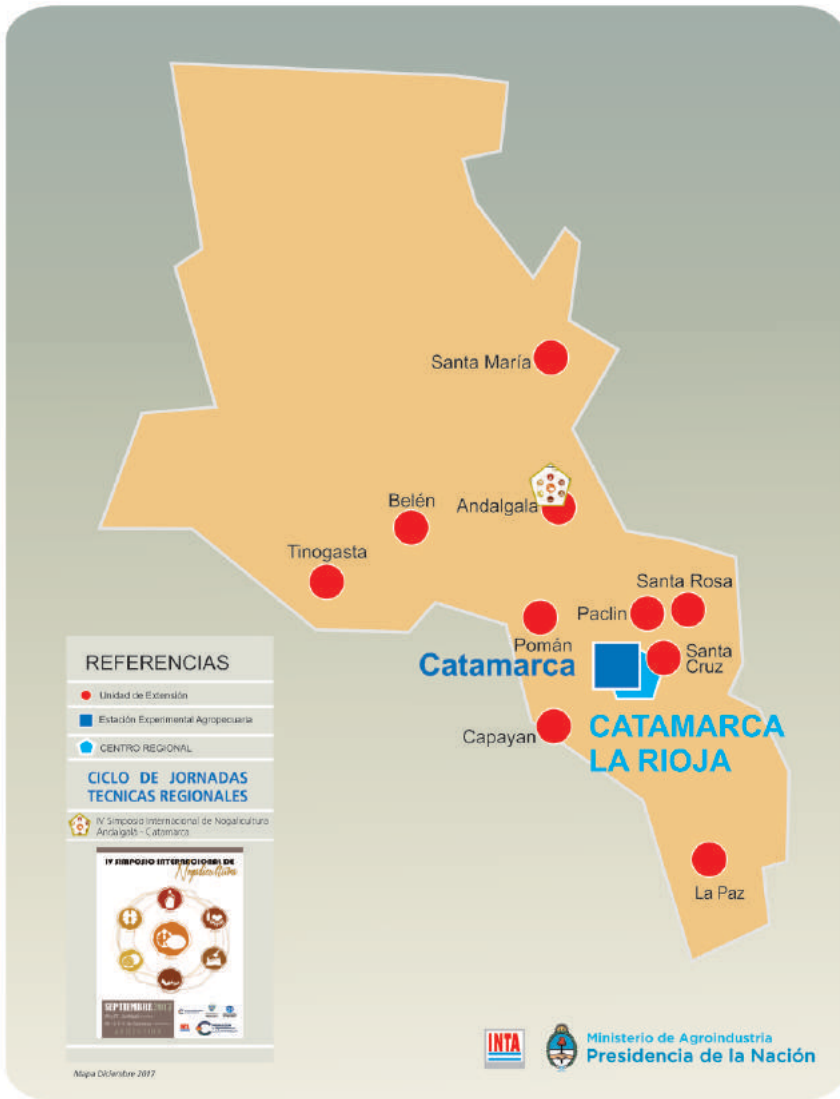 Santa María
Andalgala
Belén
Tinogasta
Santa Rosa
Paclin
Pomán
Santa
Cruz
Catamarca
Capayan
CATAMARCA
LA RIOJA
La Paz
REFERENCIAS
Unidad de Extensión
Estación Experimental Agropecuaria
CENTRO REGIONAL
CICLO DE JORNADAS
TECNICAS REGIONALES
IV Simposio Internacional de Nogalicultura
Andalgalá - Catamarca
IV SIMPOSIO INTERNACIONAL DE
Nogalicultura
SEPTIEMBRE 2017
Mapa Diciembre 2017
INTA
Ministerio de Agroindustria
Presidencia de la Nación